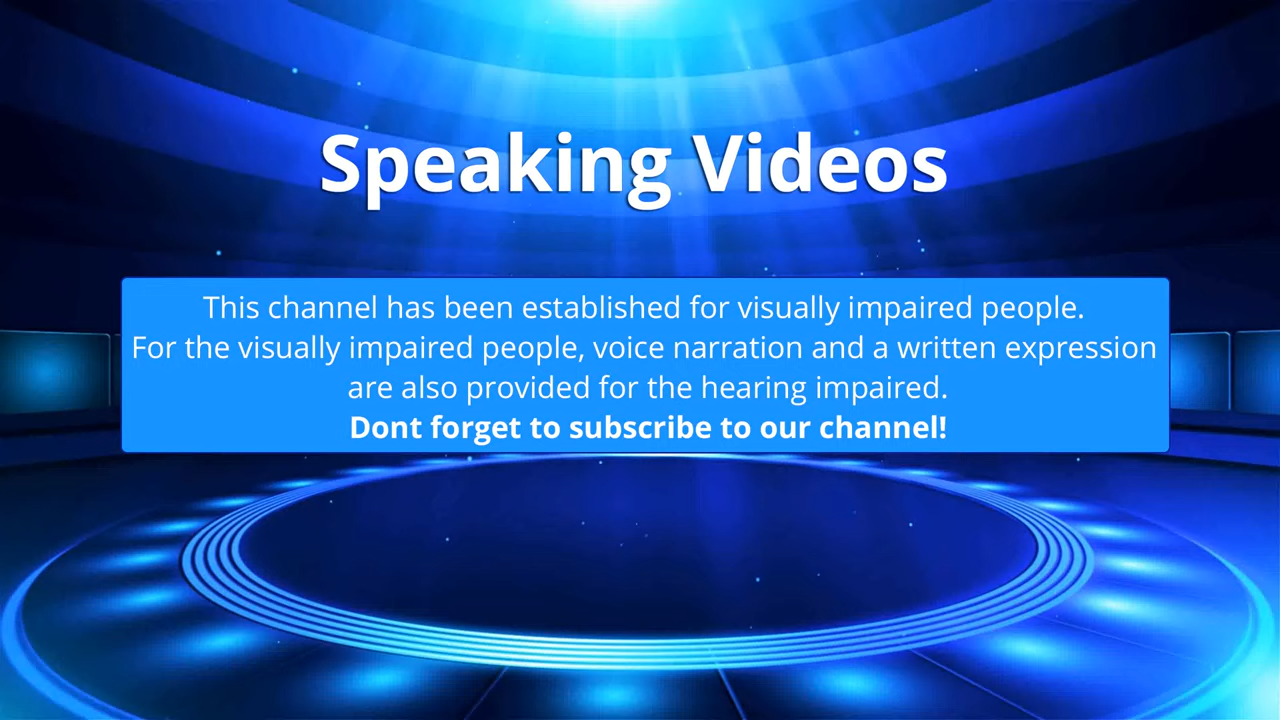 Speaking Videos
This channel has been established for visually impaired people.
For the visually impaired people, voice narration and a written expression
are also provided for the hearing impaired.
Dont forget to subscribe to our channel!